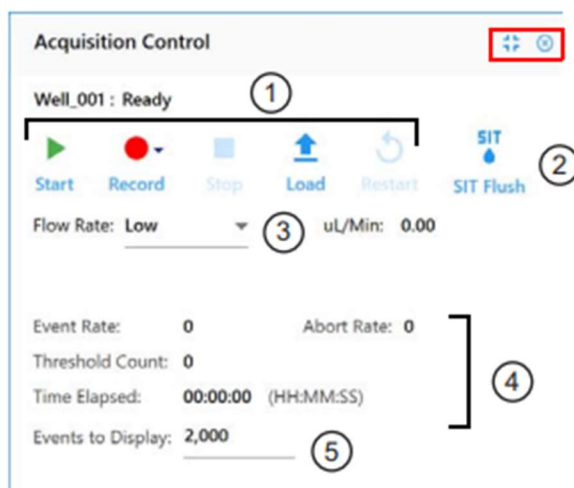 Acquisition Control
Well_001 : Ready
1
SIT
2
Start Record Stop Load Restart SIT Flush
Flow Rate: Low 3 uL/Min: 0.00
Event Rate: 0 Abort Rate: 0
Threshold Count: 0
4
Time Elapsed: 00:00:00 (HH:MM:SS)
Events to Display: 2,000
5